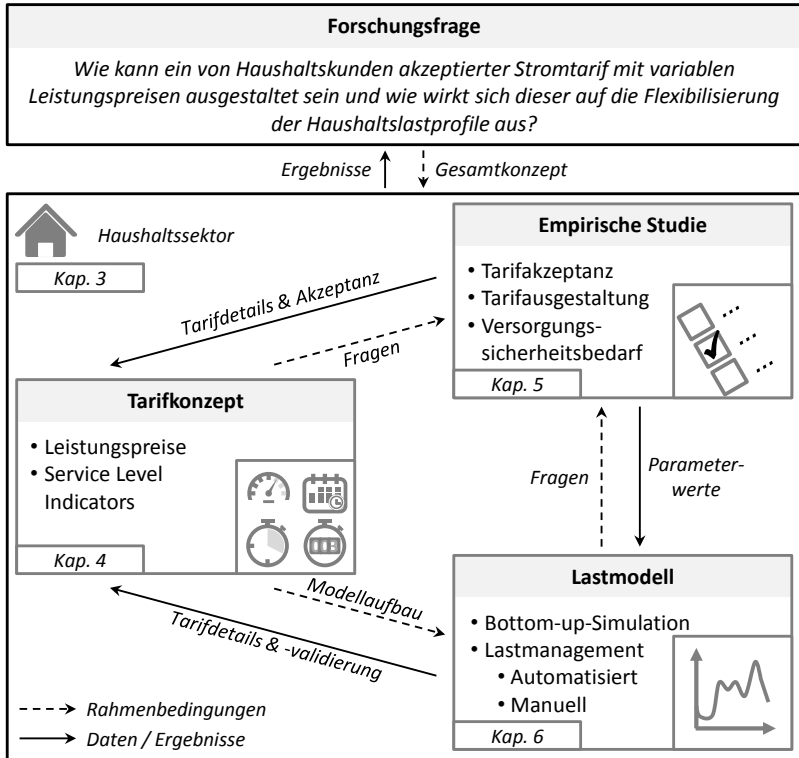 Forschungsfrage
Wie kann ein von Haushaltskunden akzeptierter Stromtarif mit variablen
Leistungspreisen ausgestaltet sein und wie wirkt sich dieser auf die Flexibilisierung
der Haushaltslastprofile aus?
Ergebnisse
Gesamtkonzept
Haushaltssektor
Kap. 3
Empirische Studie
• Tarifakzeptanz
• Tarifausgestaltung
• Versorgungs-
sicherheitsbedarf
Kap. 5
Tarifdetails & Akzeptanz
Fragen
Tarifkonzept
• Leistungspreise
• Service Level
Indicators
Kap. 4
Fragen
Parameter-
werte
Modellaufbau
Tarifdetails & -validierung
Lastmodell
• Bottom-up-Simulation
• Lastmanagement
• Automatisiert
• Manuell
Kap. 6
Rahmenbedingungen
Daten / Ergebnisse